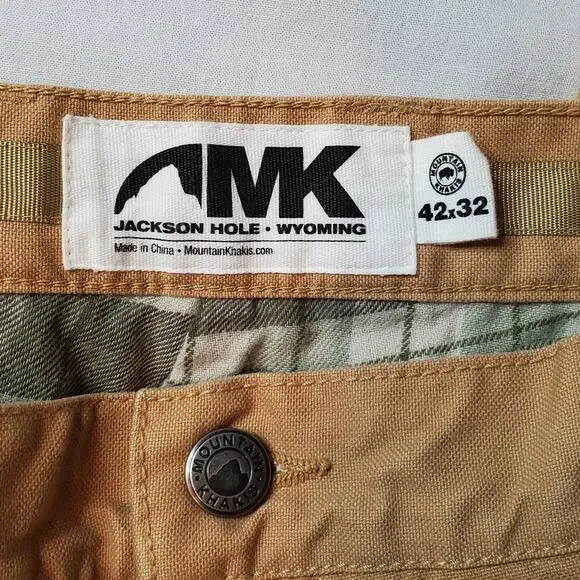 MK
JACKSON HOLE • WYOMING
Made in China • MountainKhakis.com
MOUNTAIN
KHAKIS
42x32
MOUNTAIN
KHAKIS